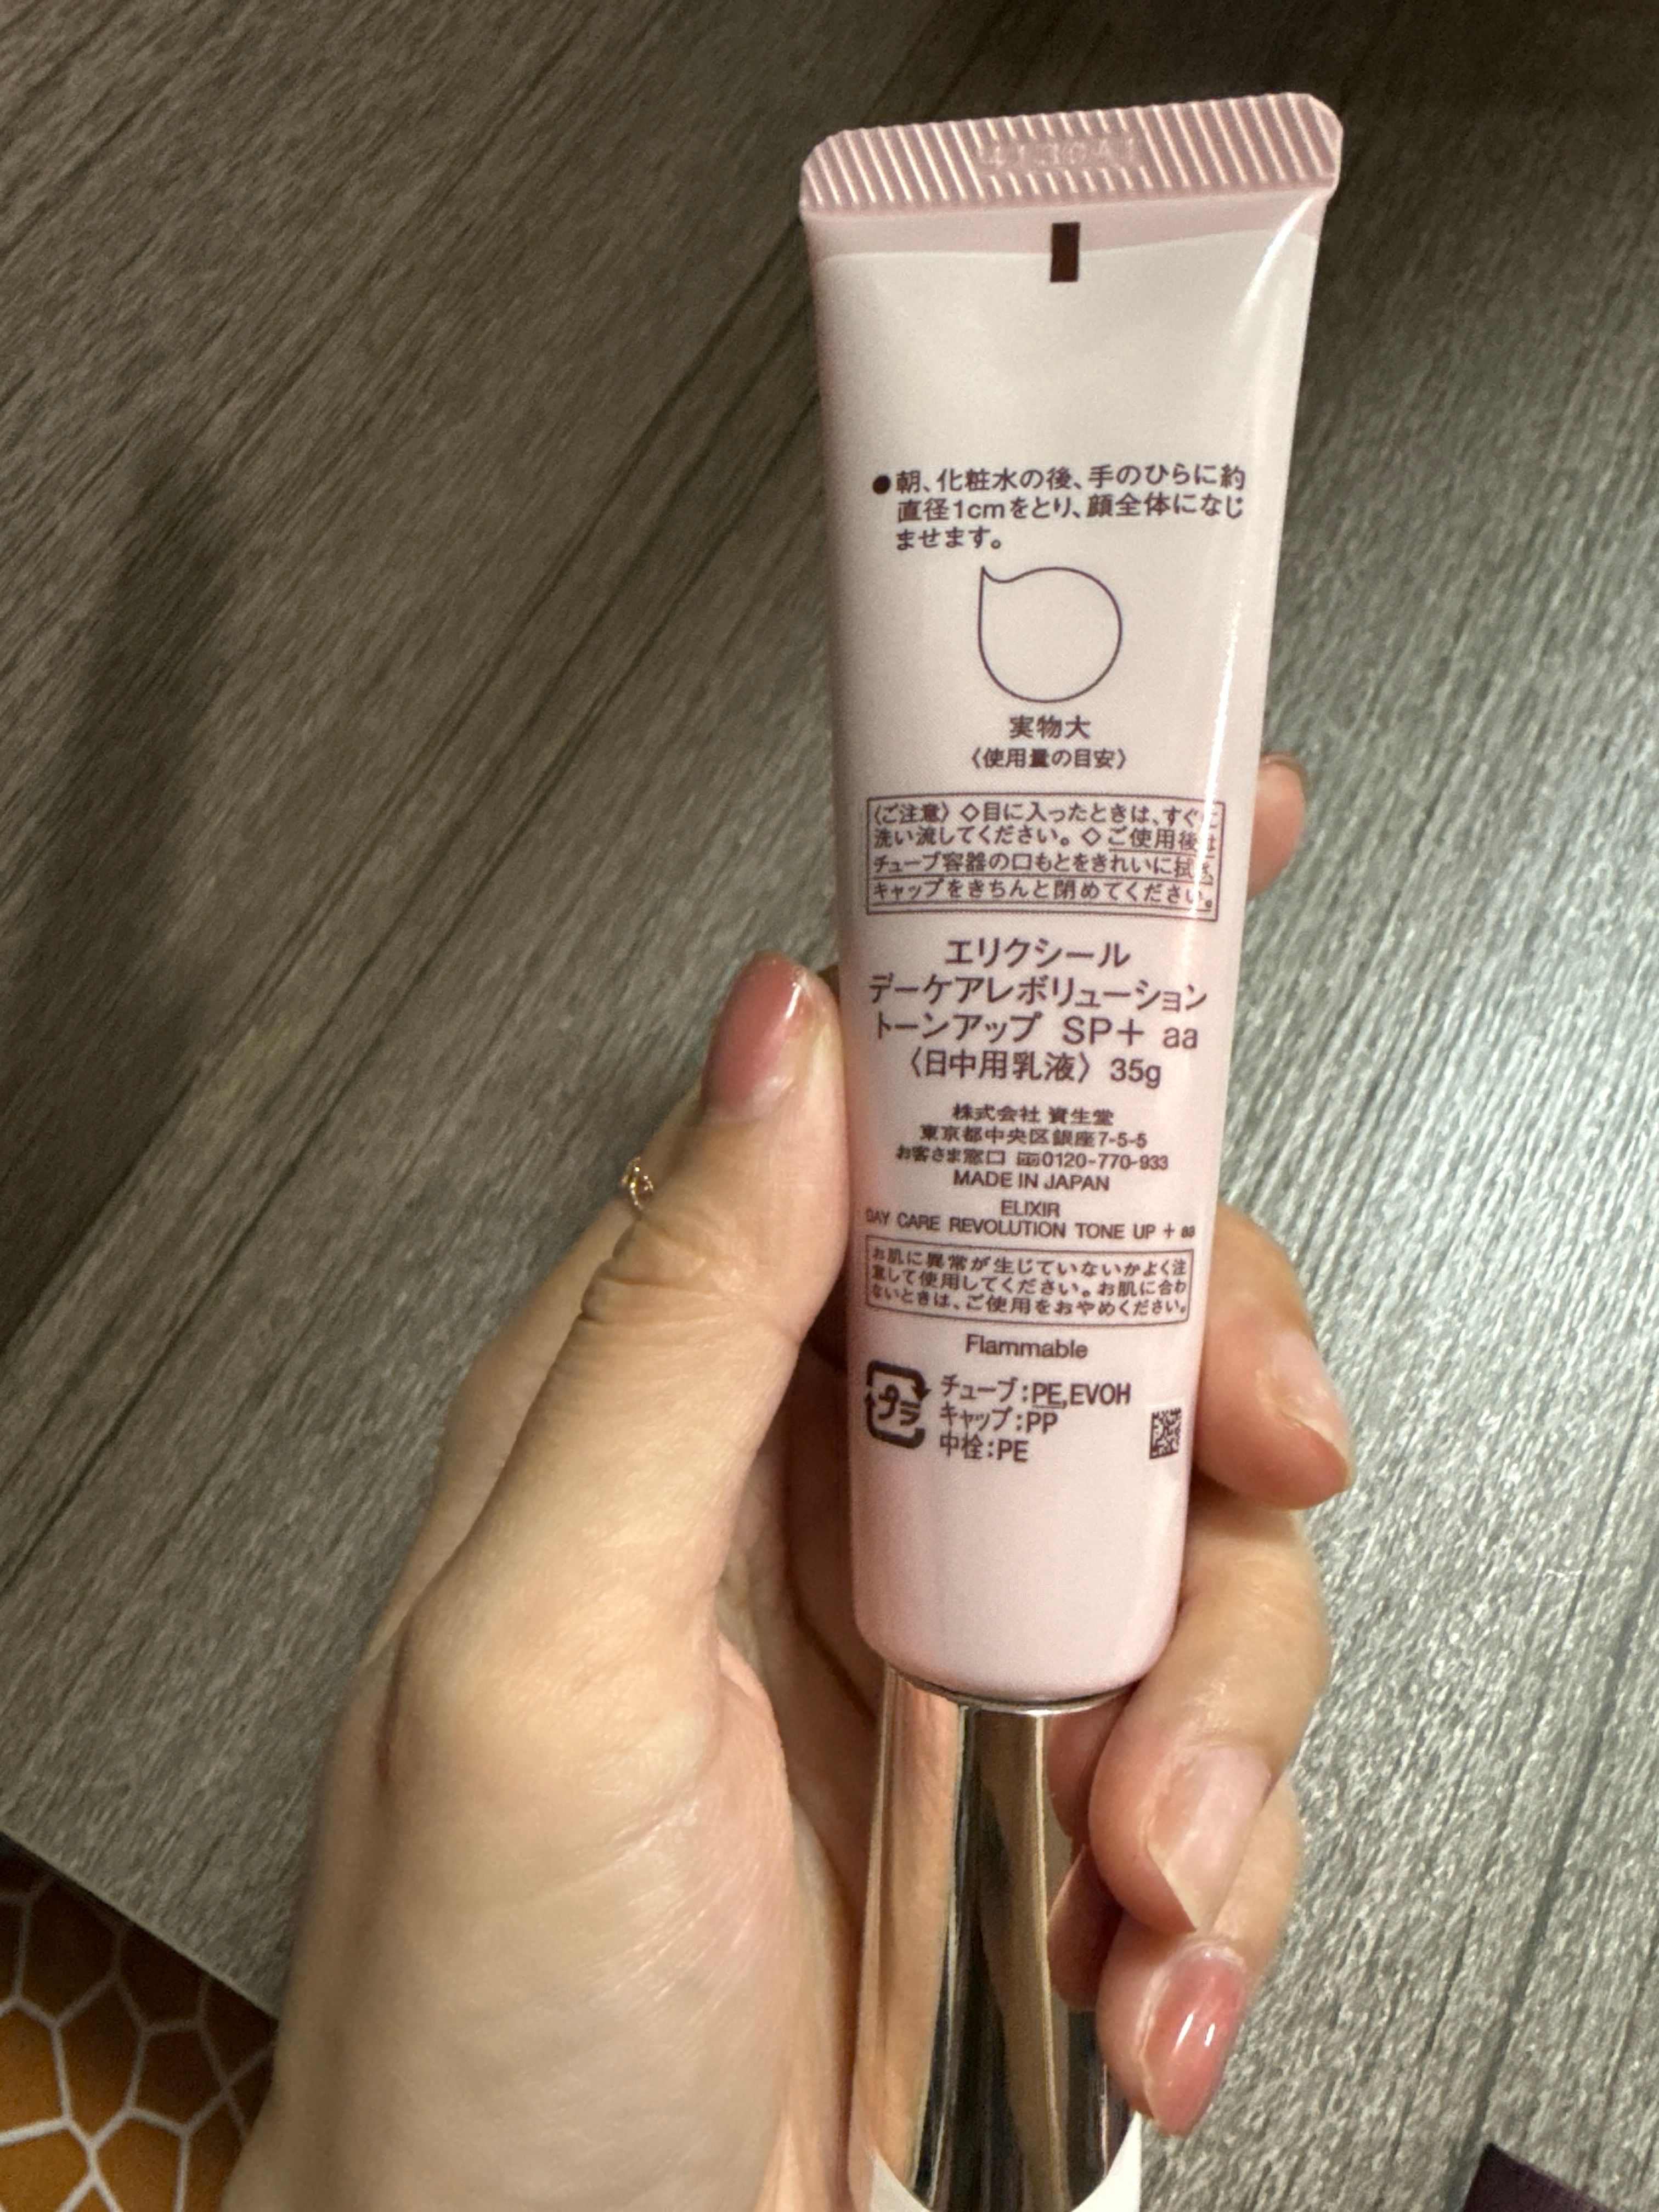 ●朝、化粧水の後、手のひらに約
直径1cmをとり、顔全体になじ
ませます。
実物大
〈使用量の目安〉
〈ご注意〉◇目に入ったときは、すぐに
洗い流してください。◇ご使用後は
チューブ容器の口もとをきれいに拭き、
キャップをきちんと閉めてください。
エリクシール
デーケアレボリューション
トーンアップ SP+ aa
〈日中用乳液〉 35g
株式会社 資生堂
東京都中央区銀座7-5-5
お客さま窓口 0120-770-933
MADE IN JAPAN
ELIXIR
DAY CARE REVOLUTION TONE UP + aa
お肌に異常が生じていないかよく注
意して使用してください。お肌に合わ
ないときは、ご使用をおやめください。
Flammable
プラ
チューブ:PE,EVOH
キャップ:PP
中栓:PE